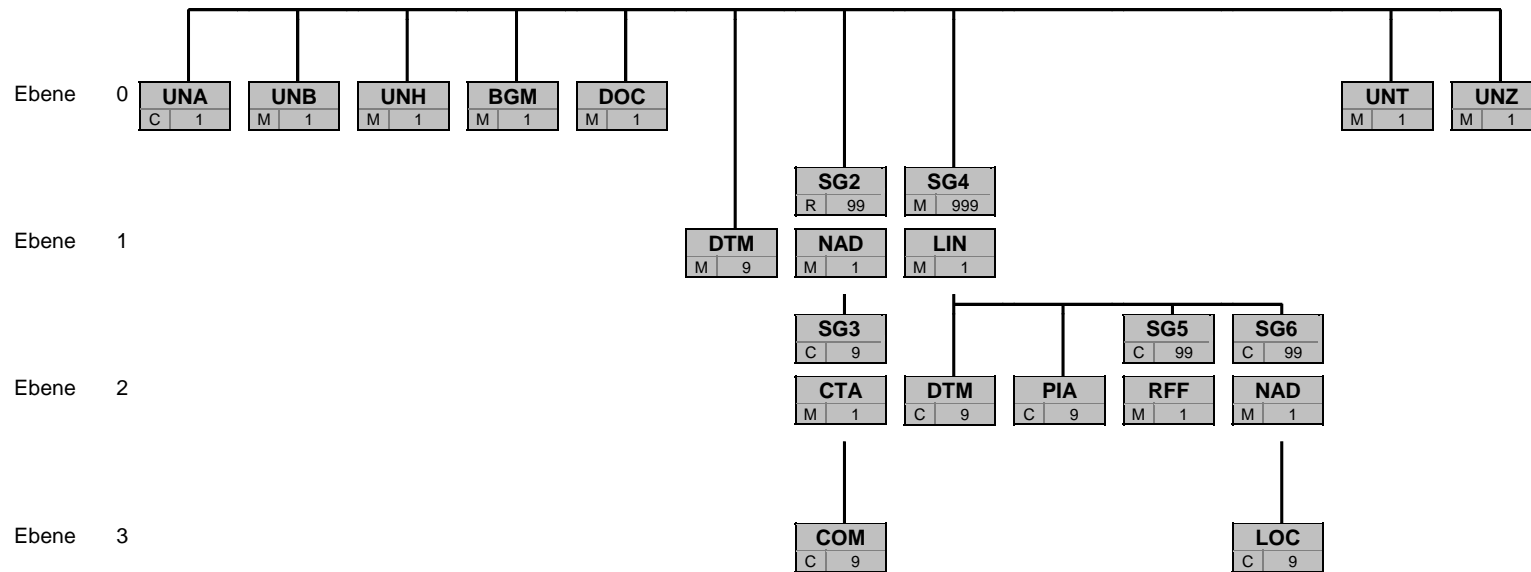 Ebene 0 UNA UNB UNH BGM DOC UNT UNZ
C 1 M 1 M 1 M 1 M 1 M 1 M 1
SG2 SG4
R 99 M 999
Ebene 1 DTM NAD LIN
M 9 M 1 M 1
SG3 SG5 SG6
C 9 C 99 C 99
Ebene 2 CTA DTM PIA RFF NAD
M 1 C 9 C 9 M 1 M 1
Ebene 3 COM LOC
C 9 C 9